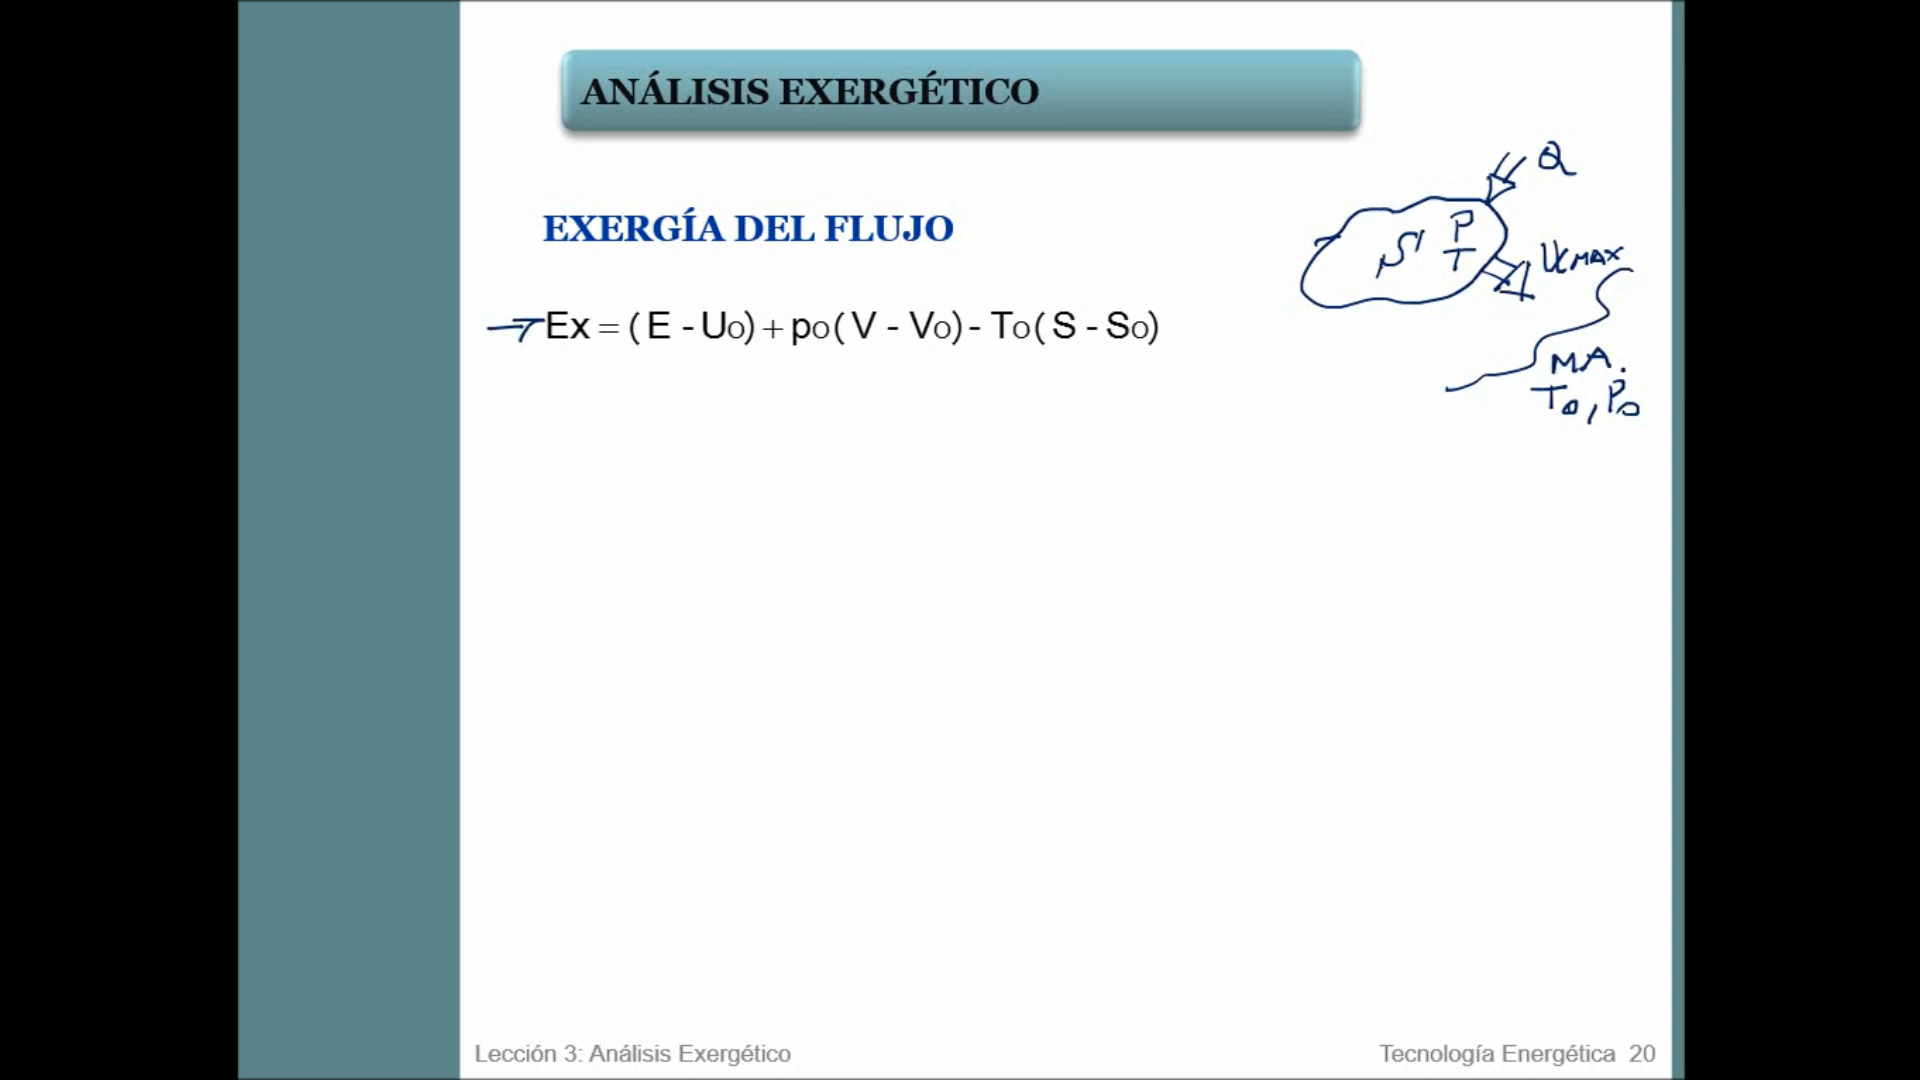 ANÁLISIS EXERGÉTICO
EXERGÍA DEL FLUJO
Ex = ( E - U₀) + p₀( V - V₀) - T₀( S - S₀)
Q
S P
T
MAX
MA.
T₀, P₀
Lección 3: Análisis Exergético
Tecnología Energética 20